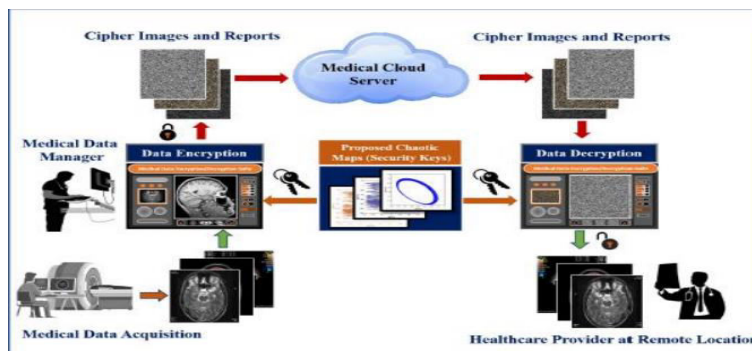 Cipher Images and Reports
Cipher Images and Reports
Medical Cloud
Server
Medical Data
Manager
Data Encryption
Proposed Chaotic
Maps (Security Keys)
Data Decryption
Medical Data Acquisition
Healthcare Provider at Remote Location